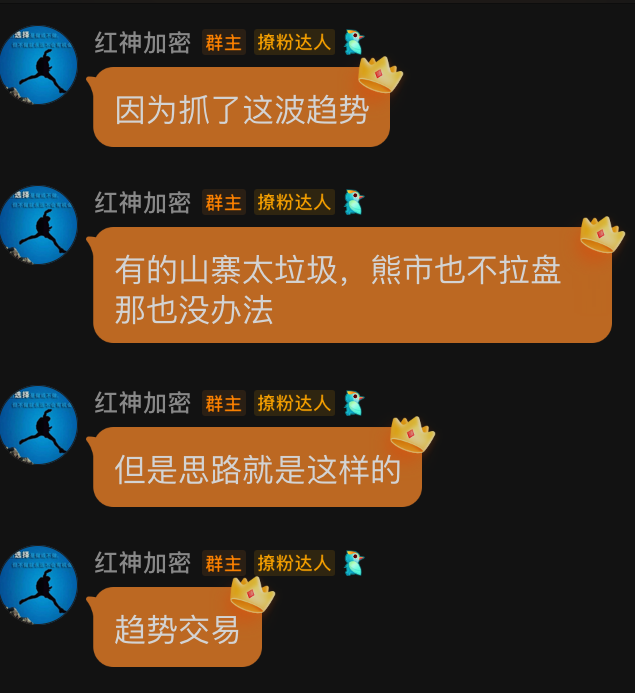 红神加密 群主 撩粉达人
因为抓了这波趋势
红神加密 群主 撩粉达人
有的山寨太垃圾，熊市也不拉盘
那也没办法
红神加密 群主 撩粉达人
但是思路就是这样的
红神加密 群主 撩粉达人
趋势交易